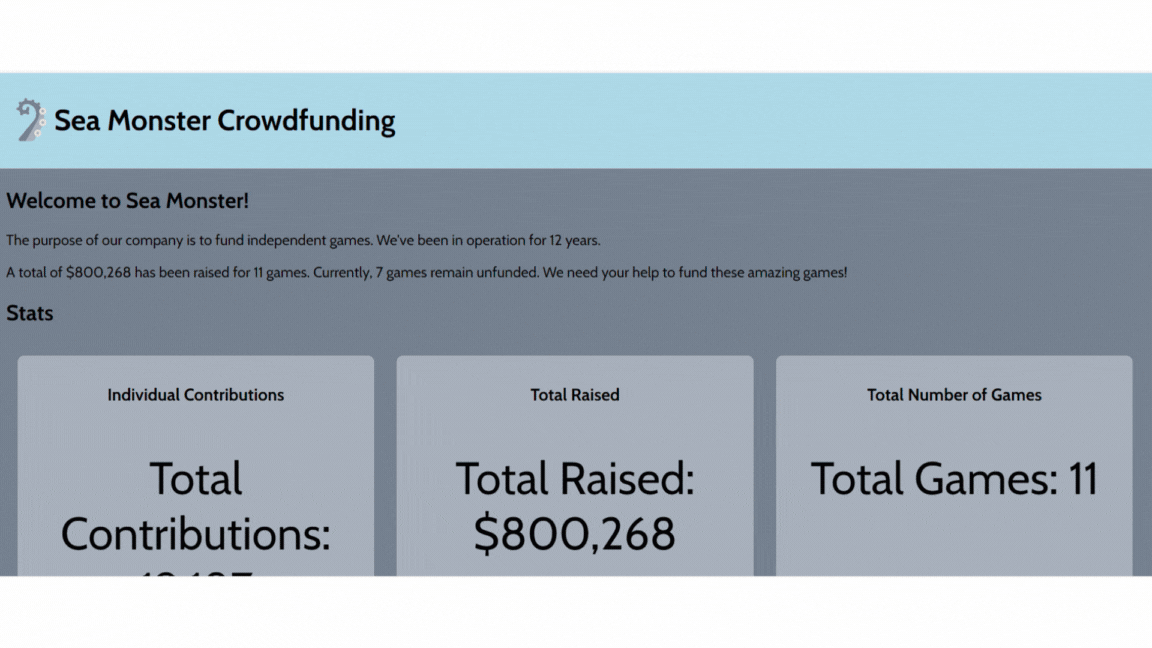 Sea Monster Crowdfunding
Welcome to Sea Monster!
The purpose of our company is to fund independent games. We've been in operation for 12 years.
A total of $800,268 has been raised for 11 games. Currently, 7 games remain unfunded. We need your help to fund these amazing games!
Stats
Individual Contributions
Total
Contributions:
Total Raised
Total Raised:
$800,268
Total Number of Games
Total Games: 11